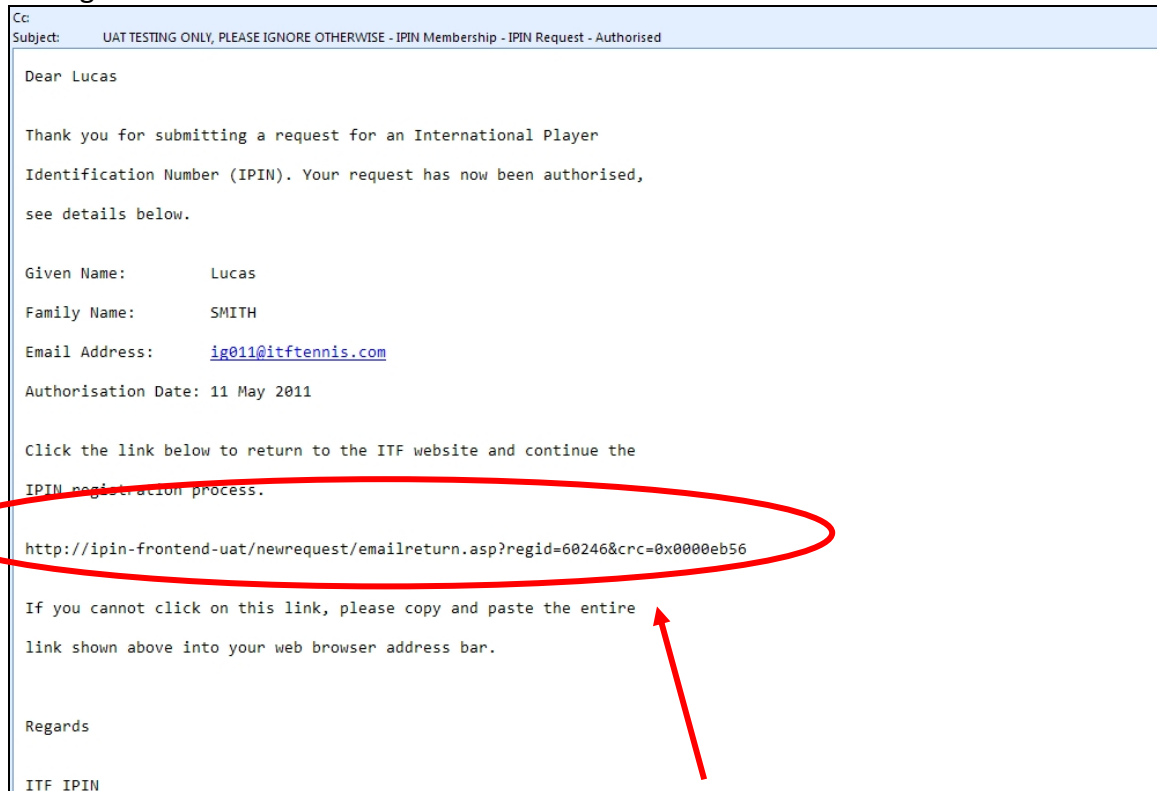 Cc:
Subject: UAT TESTING ONLY, PLEASE IGNORE OTHERWISE - IPIN Membership - IPIN Request - Authorised
Dear Lucas
Thank you for submitting a request for an International Player
Identification Number (IPIN). Your request has now been authorised,
see details below.
Given Name: Lucas
Family Name: SMITH
Email Address: ig011@itftennis.com
Authorisation Date: 11 May 2011
Click the link below to return to the ITF website and continue the
IPIN registration process.
http://ipin-frontend-uat/newrequest/emailreturn.asp?regid=60246&crc=0x0000eb56
If you cannot click on this link, please copy and paste the entire
link shown above into your web browser address bar.
Regards
ITF IPIN